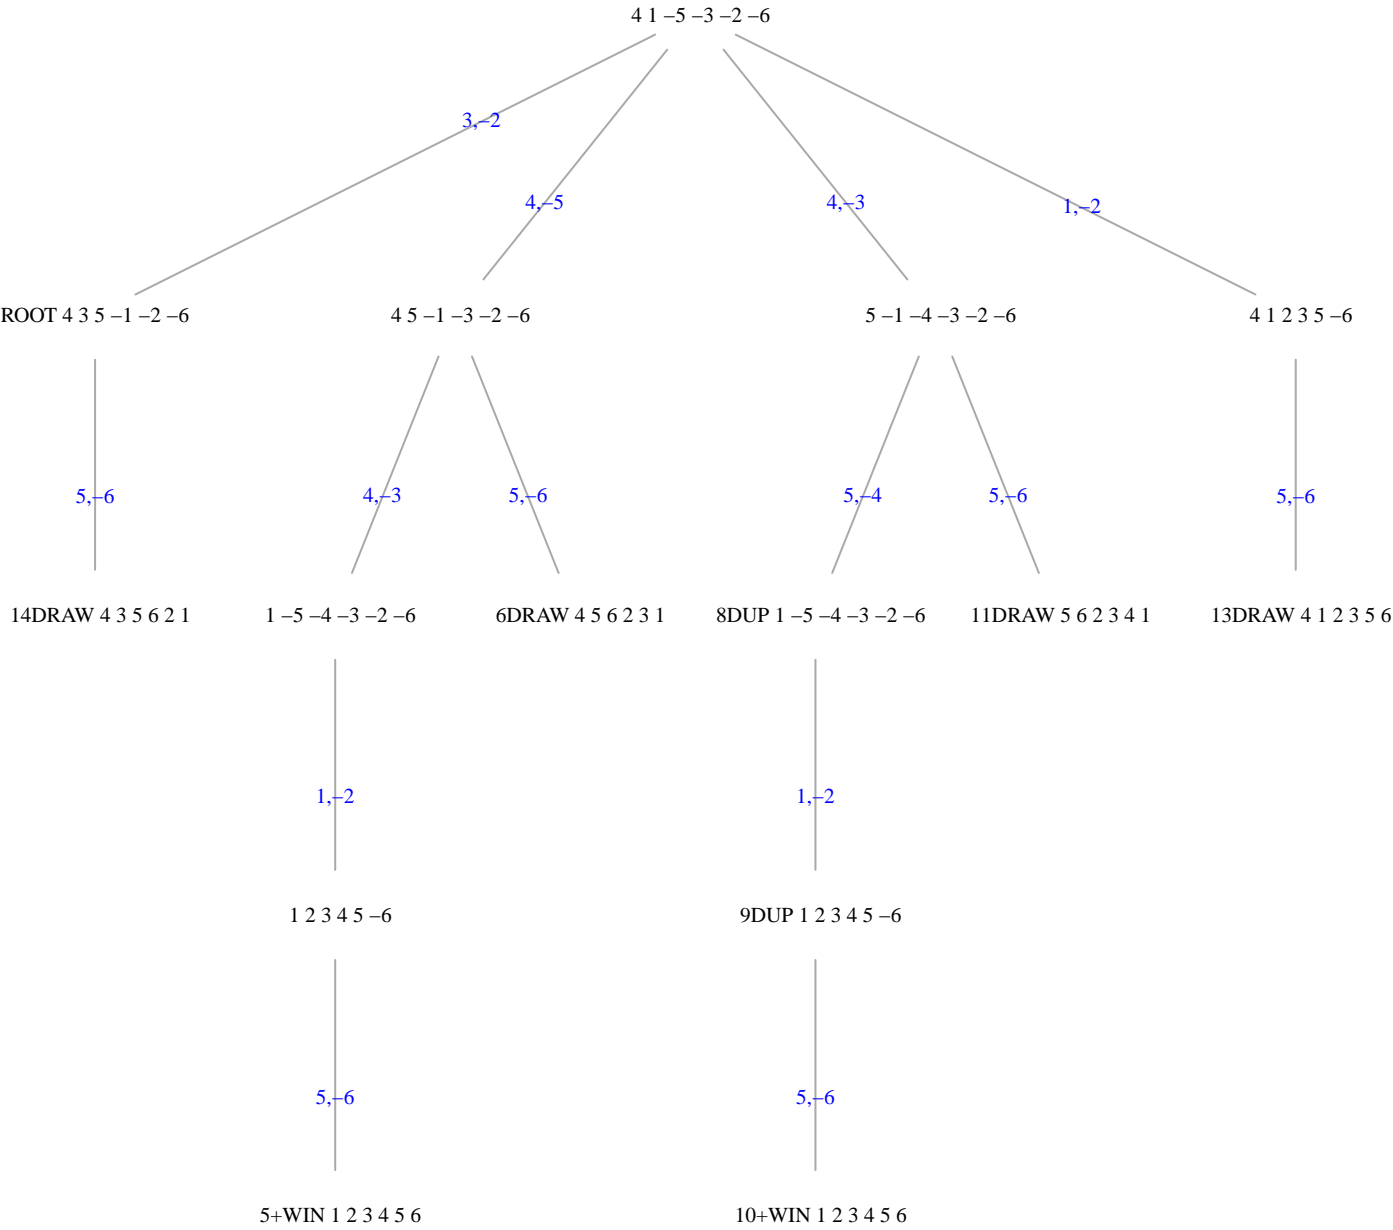 4 1 –5 –3 –2 –6
3,–2
4,–5
4,–3
1,–2
ROOT 4 3 5 –1 –2 –6
4 5 –1 –3 –2 –6
5 –1 –4 –3 –2 –6
4 1 2 3 5 –6
5,–6
4,–3
5,–6
5,–4
5,–6
5,–6
14DRAW 4 3 5 6 2 1
1 –5 –4 –3 –2 –6
6DRAW 4 5 6 2 3 1
8DUP 1 –5 –4 –3 –2 –6
11DRAW 5 6 2 3 4 1
13DRAW 4 1 2 3 5 6
1,–2
1,–2
1 2 3 4 5 –6
9DUP 1 2 3 4 5 –6
5,–6
5,–6
5+WIN 1 2 3 4 5 6
10+WIN 1 2 3 4 5 6